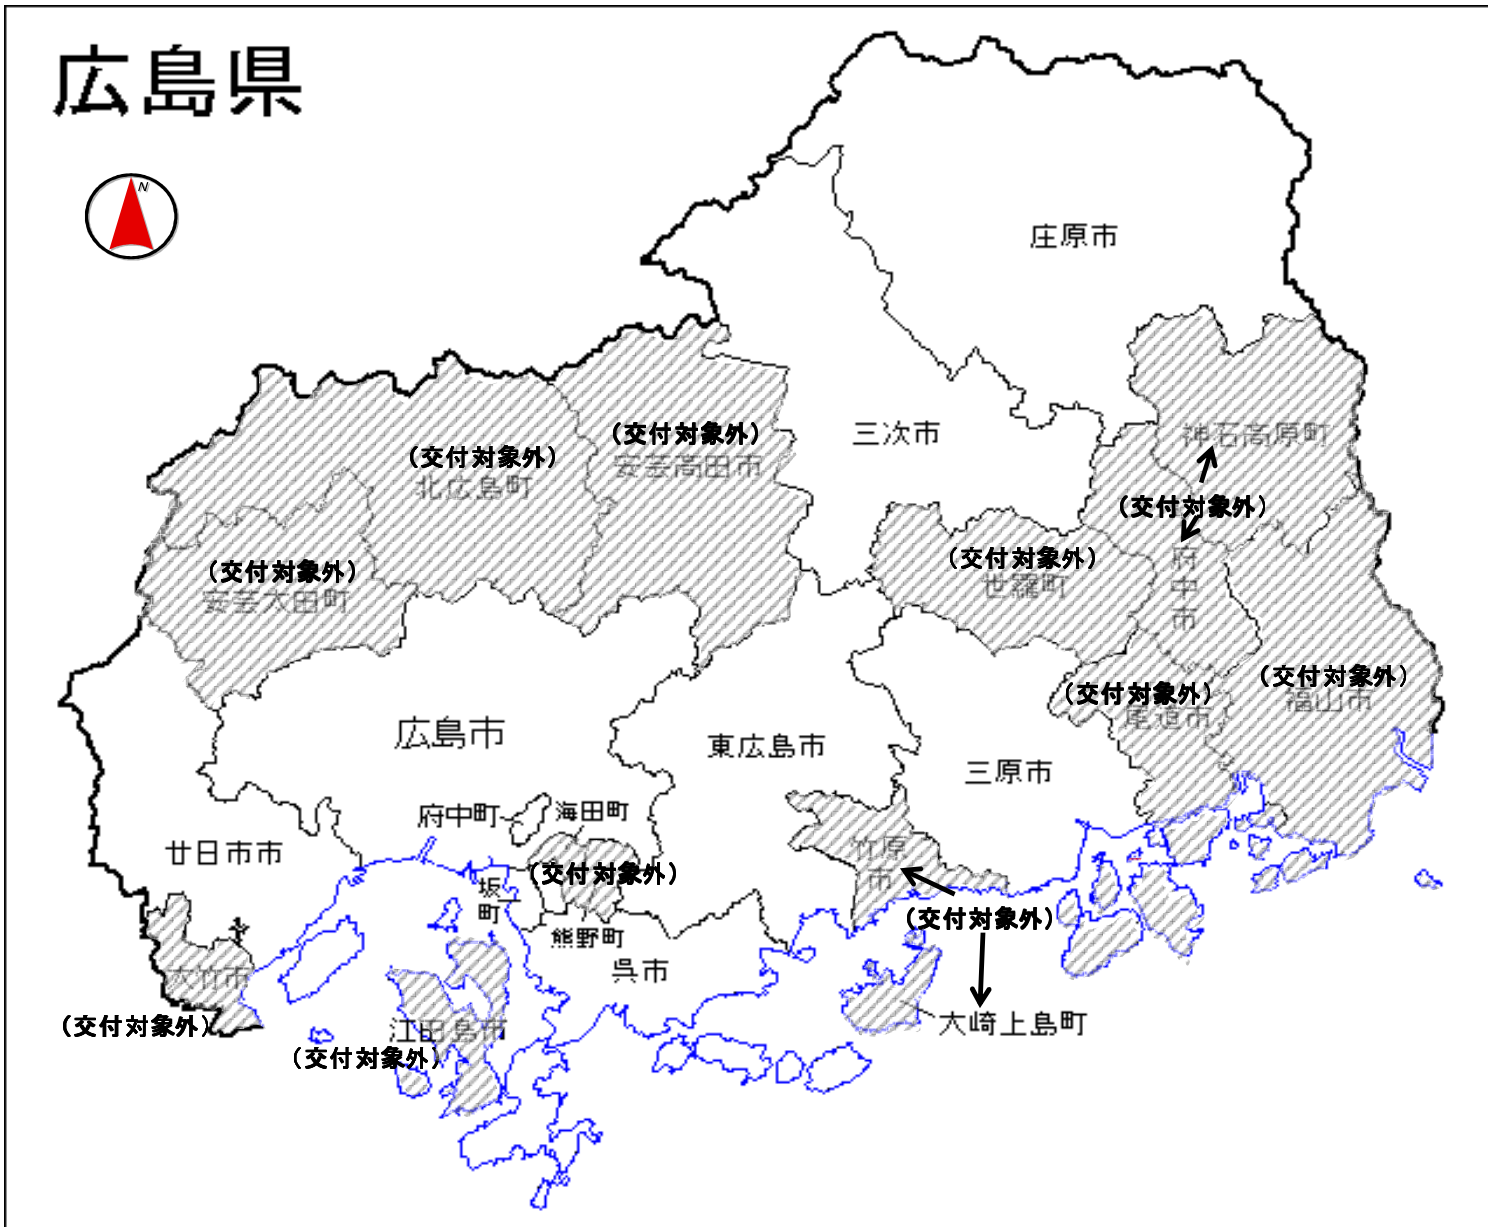 広島県
N
庄原市
三次市
(交付対象外)
安芸高田市
神石高原町
(交付対象外)
北広島町
(交付対象外)
(交付対象外)
世羅町
府中市
(交付対象外)
安芸太田町
(交付対象外)
尾道市
(交付対象外)
福山市
広島市
東広島市
三原市
府中町
海田町
廿日市市
竹原市
(交付対象外)
坂町
(交付対象外)
熊野町
呉市
大竹市
(交付対象外)
江田島市
(交付対象外)
大崎上島町